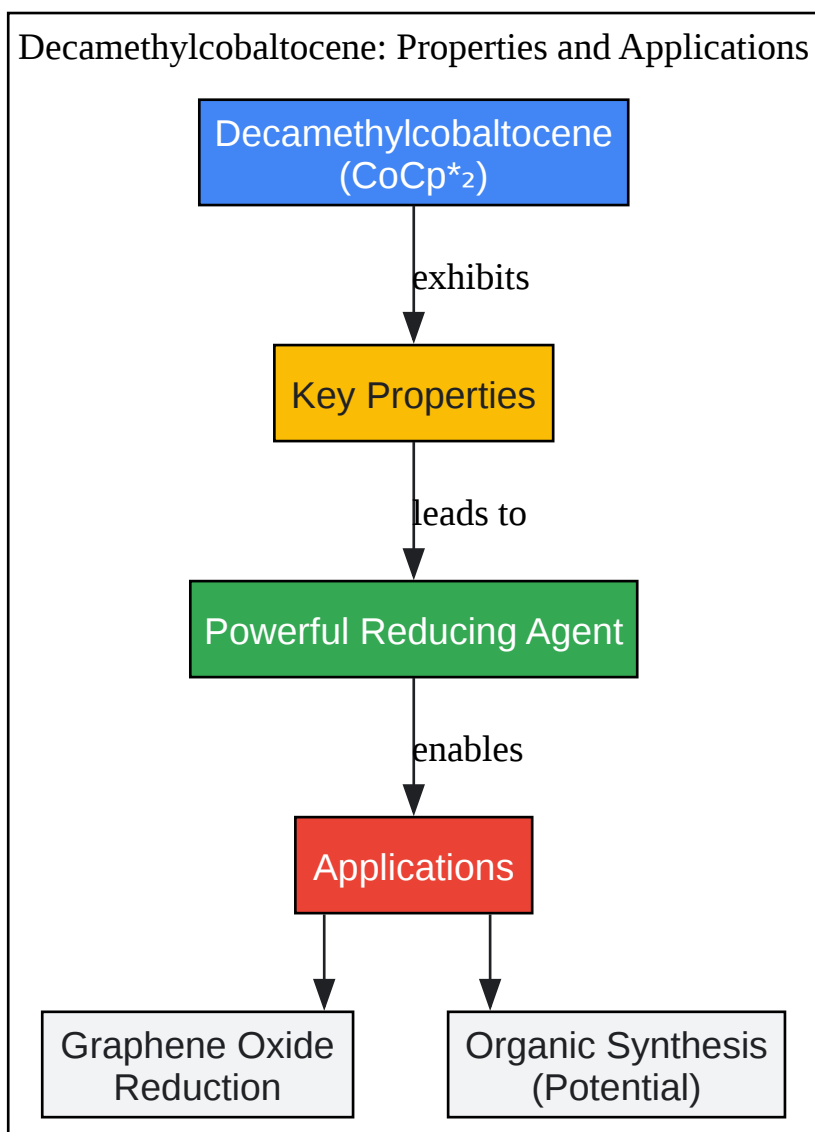 Decamethylcobaltocene: Properties and Applications
Decamethylcobaltocene
(CoCp*₂)
exhibits
Key Properties
leads to
Powerful Reducing Agent
enables
Applications
Graphene Oxide
Reduction
Organic Synthesis
(Potential)